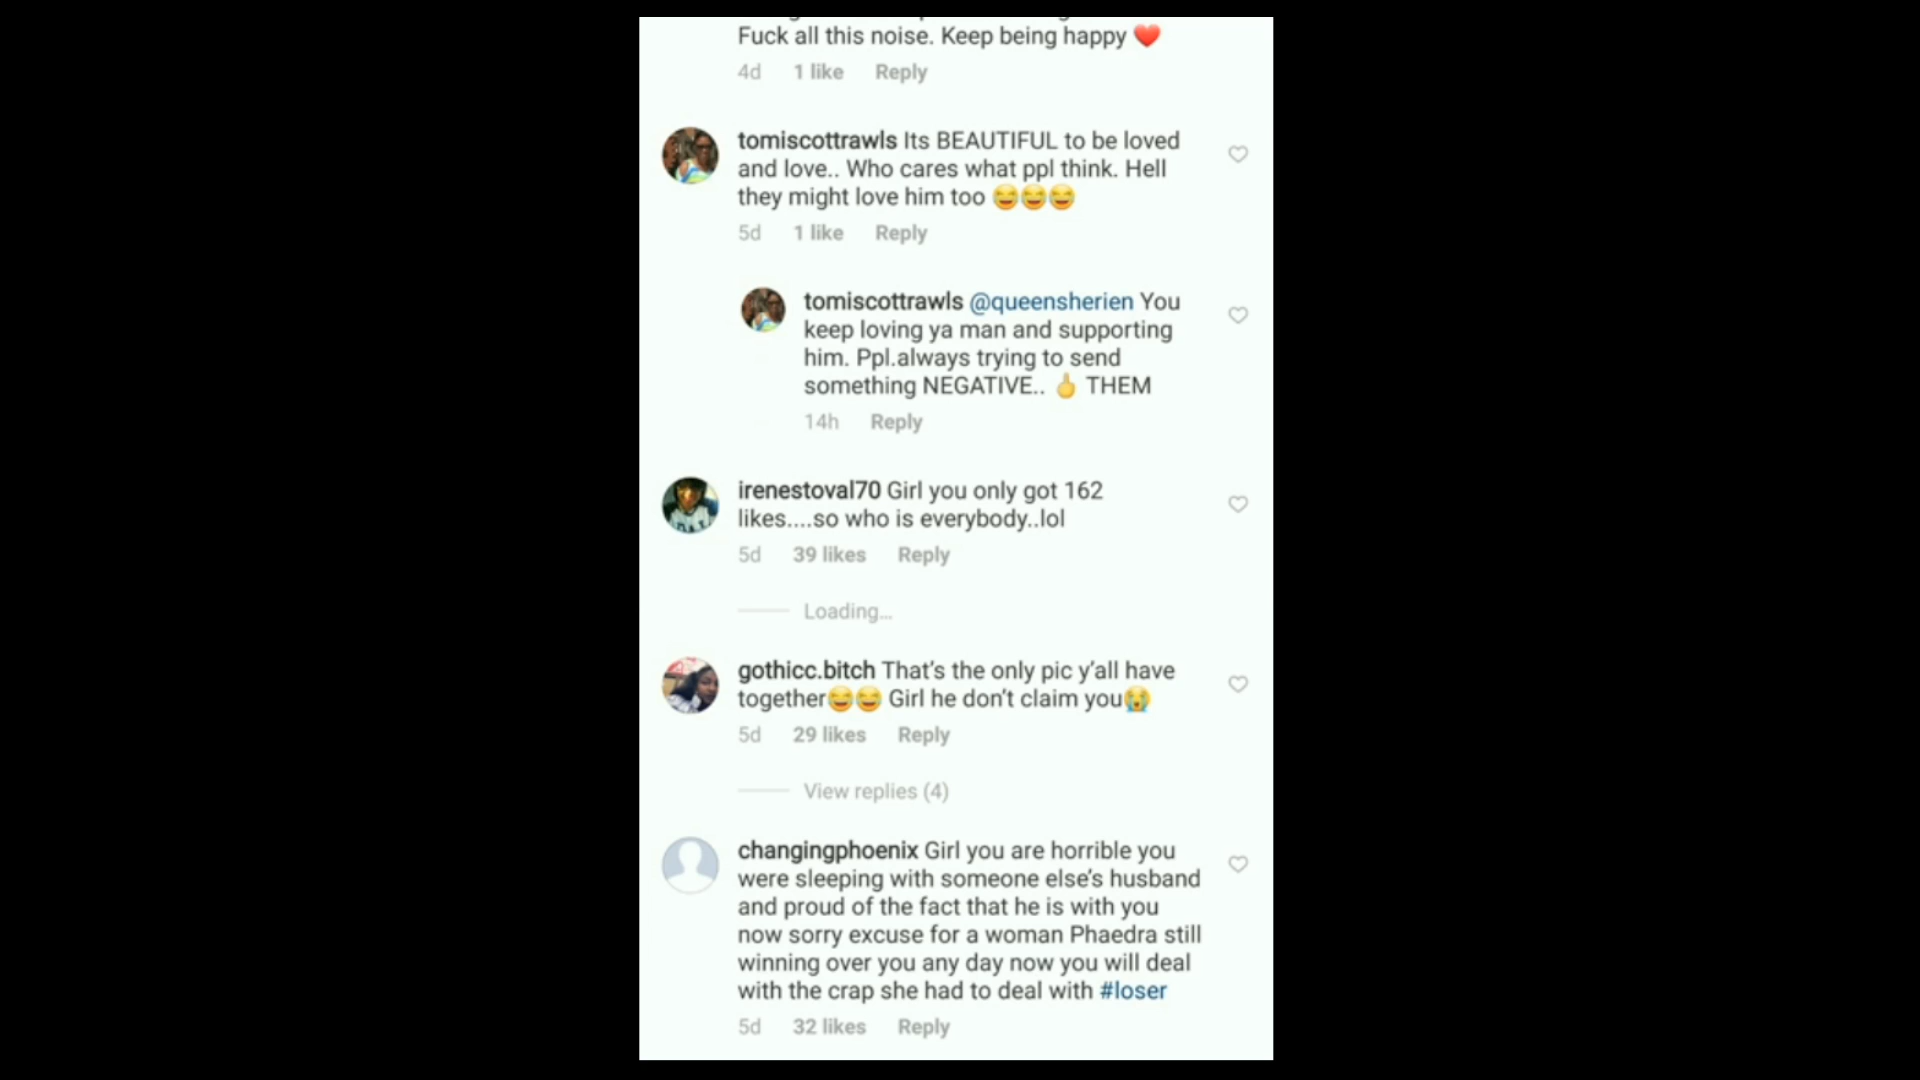 Fuck all this noise. Keep being happy ❤️
4d 1 like Reply
tomiscottrawls Its BEAUTIFUL to be loved
and love.. Who cares what ppl think. Hell
they might love him too 😂😂😂
5d 1 like Reply
tomiscottrawls @queensherien You
keep loving ya man and supporting
him. Ppl.always trying to send
something NEGATIVE.. 🖕 THEM
14h Reply
irenestoval70 Girl you only got 162
likes....so who is everybody..lol
5d 39 likes Reply
Loading...
gothicc.bitch That's the only pic y'all have
together😂😂 Girl he don't claim you😭
5d 29 likes Reply
View replies (4)
changingphoenix Girl you are horrible you
were sleeping with someone else's husband
and proud of the fact that he is with you
now sorry excuse for a woman Phaedra still
winning over you any day now you will deal
with the crap she had to deal with #loser
5d 32 likes Reply